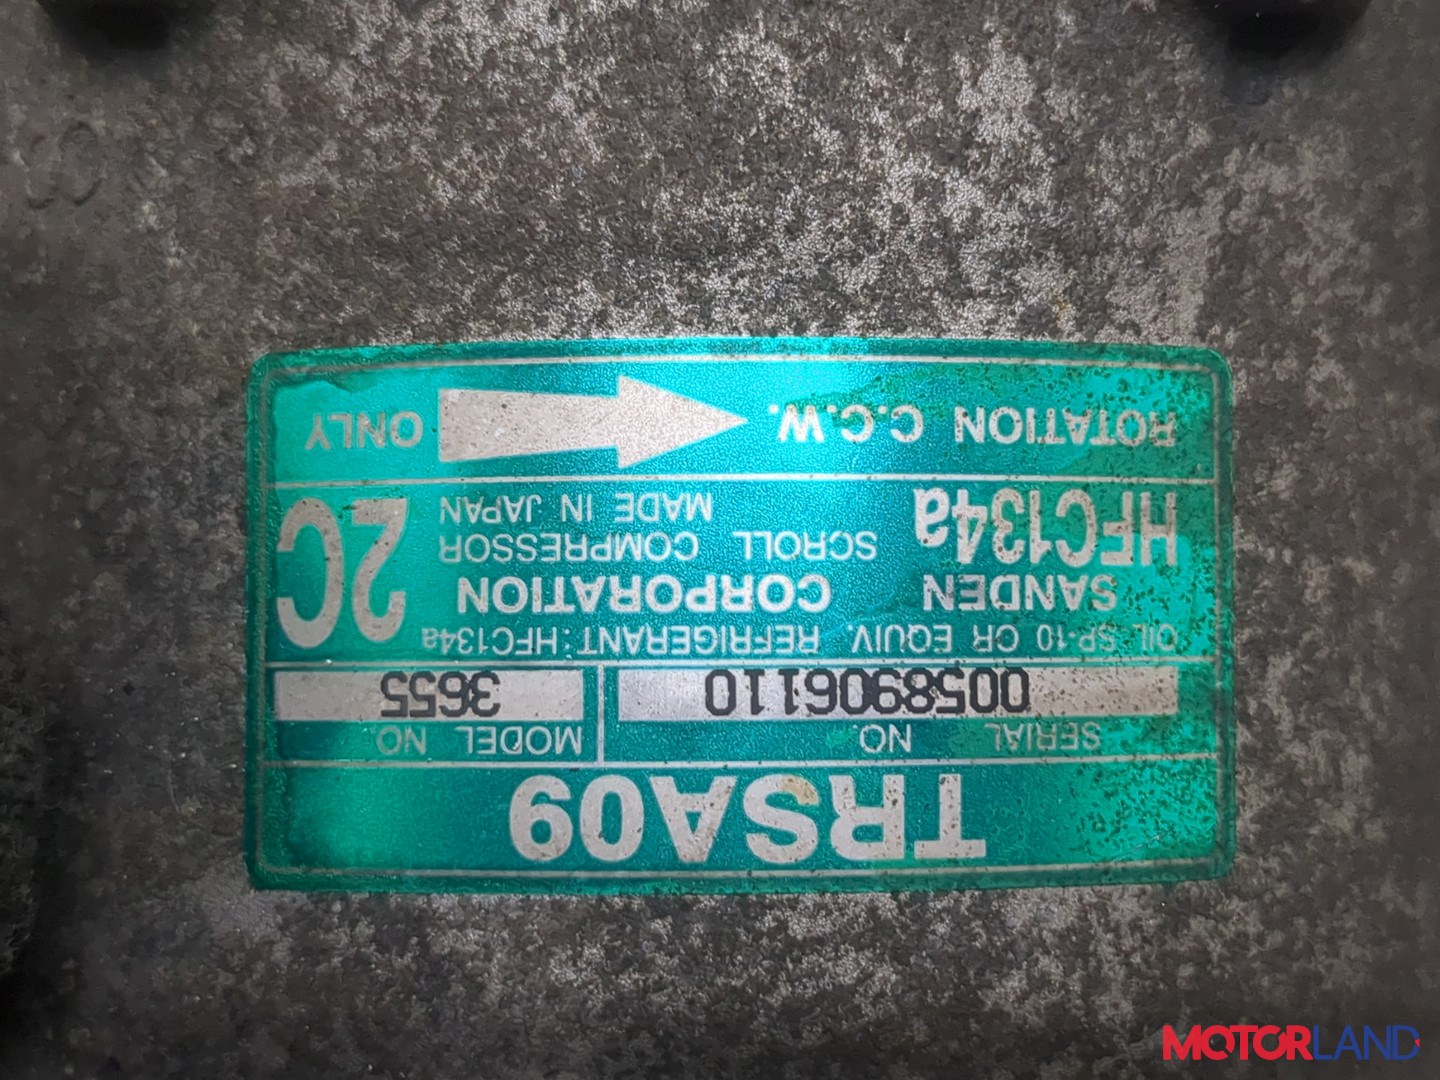 TRSA09
SERIAL NO. MODEL NO
0058906110 3655
OIL SP-10 OR EQUIV. REFRIGERANT:HFC134a
SANDEN CORPORATION
HFC134a SCROLL COMPRESSOR
MADE IN JAPAN
2C
ROTATION C.C.W. ONLY
MOTORLAND